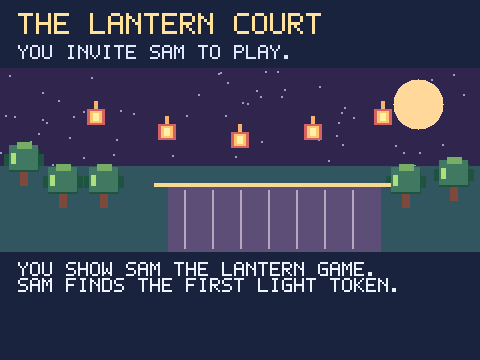 THE LANTERN COURT
YOU INVITE SAM TO PLAY.
YOU SHOW SAM THE LANTERN GAME.
SAM FINDS THE FIRST LIGHT TOKEN.